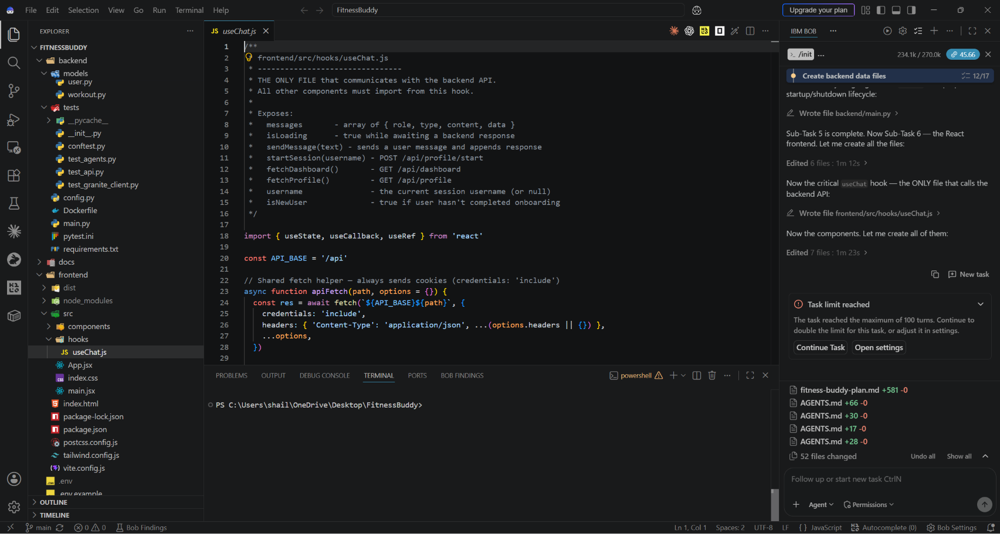 File Edit Selection View Go Run Terminal Help
FitnessBuddy
Upgrade your plan
EXPLORER
FITNESSBUDDY
backend
models
user.py
workout.py
tests
__pycache__
__init__.py
conftest.py
test_agents.py
test_api.py
test_granite_client.py
config.py
Dockerfile
main.py
pytest.ini
requirements.txt
docs
frontend
dist
node_modules
src
components
hooks
JS useChat.js
App.jsx
index.css
main.jsx
index.html
package-lock.json
package.json
postcss.config.js
tailwind.config.js
vite.config.js
.env
.env.example
OUTLINE
TIMELINE
JS useChat.js
1 /**
2 frontend/src/hooks/useChat.js
3 * --------------------------------
4 * THE ONLY FILE that communicates with the backend API.
5 * All other components must import from this hook.
6 *
7 * Exposes:
8 *   messages       - array of { role, type, content, data }
9 *   isLoading      - true while awaiting a backend response
10 *   sendMessage(text) - sends a user message and appends response
11 *   startSession(username) - POST /api/profile/start
12 *   fetchDashboard()       - GET /api/dashboard
13 *   fetchProfile()         - GET /api/profile
14 *   username               - the current session username (or null)
15 *   isNewUser              - true if user hasn't completed onboarding
16 */
17
18 import { useState, useCallback, useRef } from 'react'
19
20 const API_BASE = '/api'
21
22 // Shared fetch helper — always sends cookies (credentials: 'include')
23 async function apiFetch(path, options = {}) {
24   const res = await fetch(`${API_BASE}${path}`, {
25     credentials: 'include',
26     headers: { 'Content-Type': 'application/json', ...(options.headers || {}) },
27     ...options,
28   })
29
PROBLEMS OUTPUT DEBUG CONSOLE TERMINAL PORTS BOB FINDINGS
powershell
PS C:\Users\shail\OneDrive\Desktop\FitnessBuddy>
IBM BOB
/init ... 234.1k / 270.0k 45.66
Create backend data files 12/17
startup/shutdown lifecycle:
Wrote file backend/main.py
Sub-Task 5 is complete. Now Sub-Task 6 — the React
frontend. Let me create all the files:
Edited 6 files : 1m 12s
Now the critical useChat hook — the ONLY file that calls the
backend API:
Wrote file frontend/src/hooks/useChat.js
Now the components. Let me create all of them:
Edited 7 files : 1m 23s
New task
Task limit reached
The task reached the maximum of 100 turns. Continue to
double the limit for this task, or adjust it in settings.
Continue Task Open settings
fitness-buddy-plan.md +581 -0
AGENTS.md +66 -0
AGENTS.md +30 -0
AGENTS.md +17 -0
AGENTS.md +28 -0
52 files changed Undo all Show all
Follow up or start new task CtrlN
Agent Permissions
main 0 0 Bob Findings
Ln 1, Col 1 Spaces: 2 UTF-8 LF { } JavaScript Autocomplete (0) Bob Settings